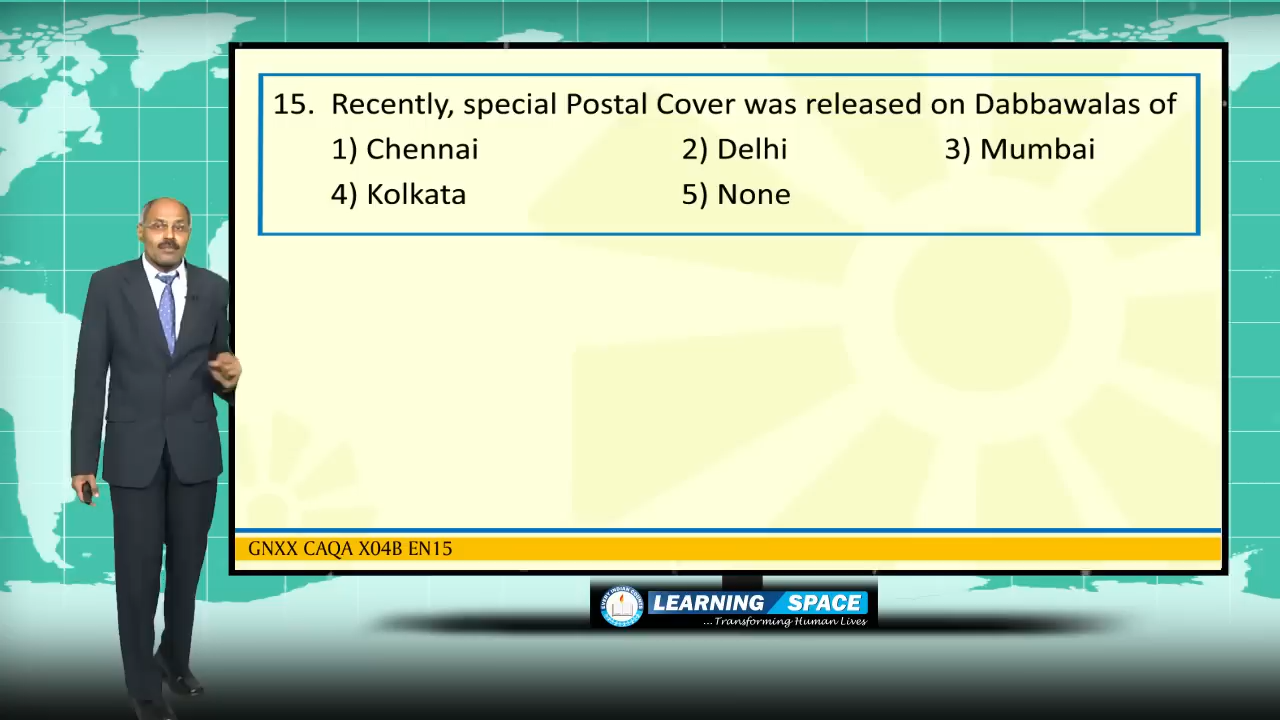 15. Recently, special Postal Cover was released on Dabbawalas of
1) Chennai 2) Delhi 3) Mumbai
4) Kolkata 5) None
GNXX CAQA X04B EN15
LEARNING SPACE
...Transforming Human Lives